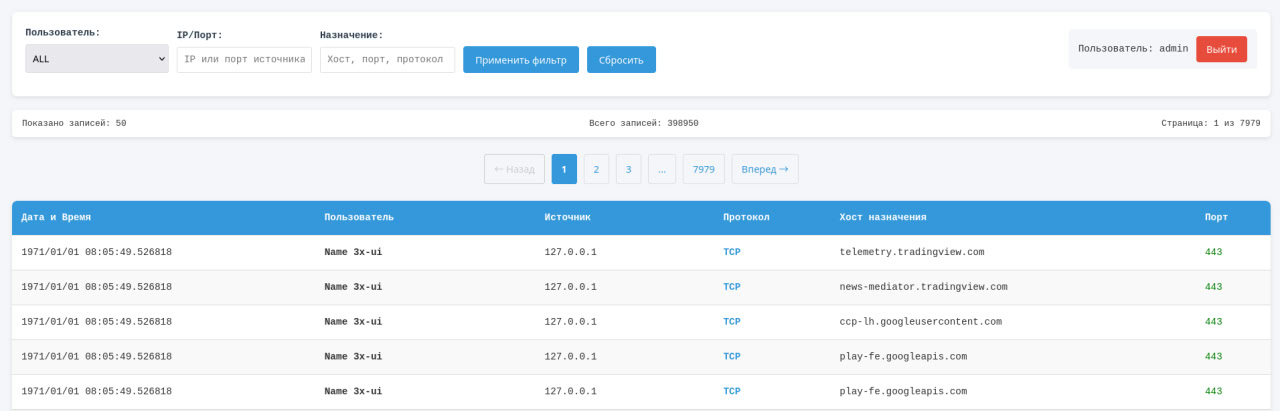 Пользователь:
ALL
IP/Порт:
IP или порт источника
Назначение:
Хост, порт, протокол
Применить фильтр
Сбросить
Пользователь: admin
Выйти
Показано записей: 50
Всего записей: 398950
Страница: 1 из 7979
← Назад 1 2 3 ... 7979 Вперед →
Дата и Время Пользователь Источник Протокол Хост назначения Порт
1971/01/01 08:05:49.526818 Name 3x-ui 127.0.0.1 TCP telemetry.tradingview.com 443
1971/01/01 08:05:49.526818 Name 3x-ui 127.0.0.1 TCP news-mediator.tradingview.com 443
1971/01/01 08:05:49.526818 Name 3x-ui 127.0.0.1 TCP ccp-lh.googleusercontent.com 443
1971/01/01 08:05:49.526818 Name 3x-ui 127.0.0.1 TCP play-fe.googleapis.com 443
1971/01/01 08:05:49.526818 Name 3x-ui 127.0.0.1 TCP play-fe.googleapis.com 443